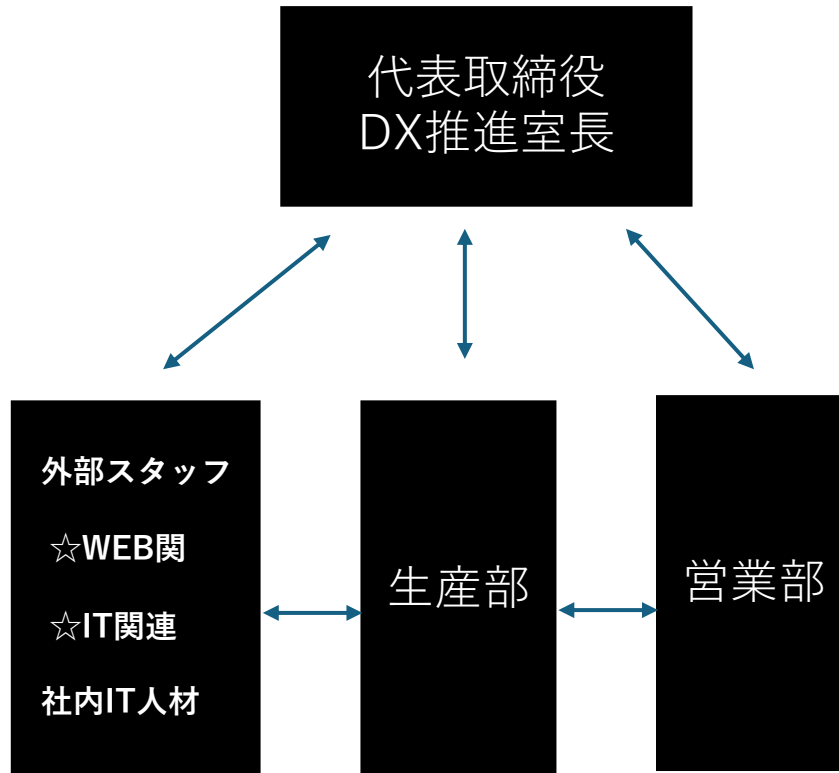 代表取締役
DX推進室長
外部スタッフ
☆WEB関
☆IT関連
社内IT人材
生産部
営業部